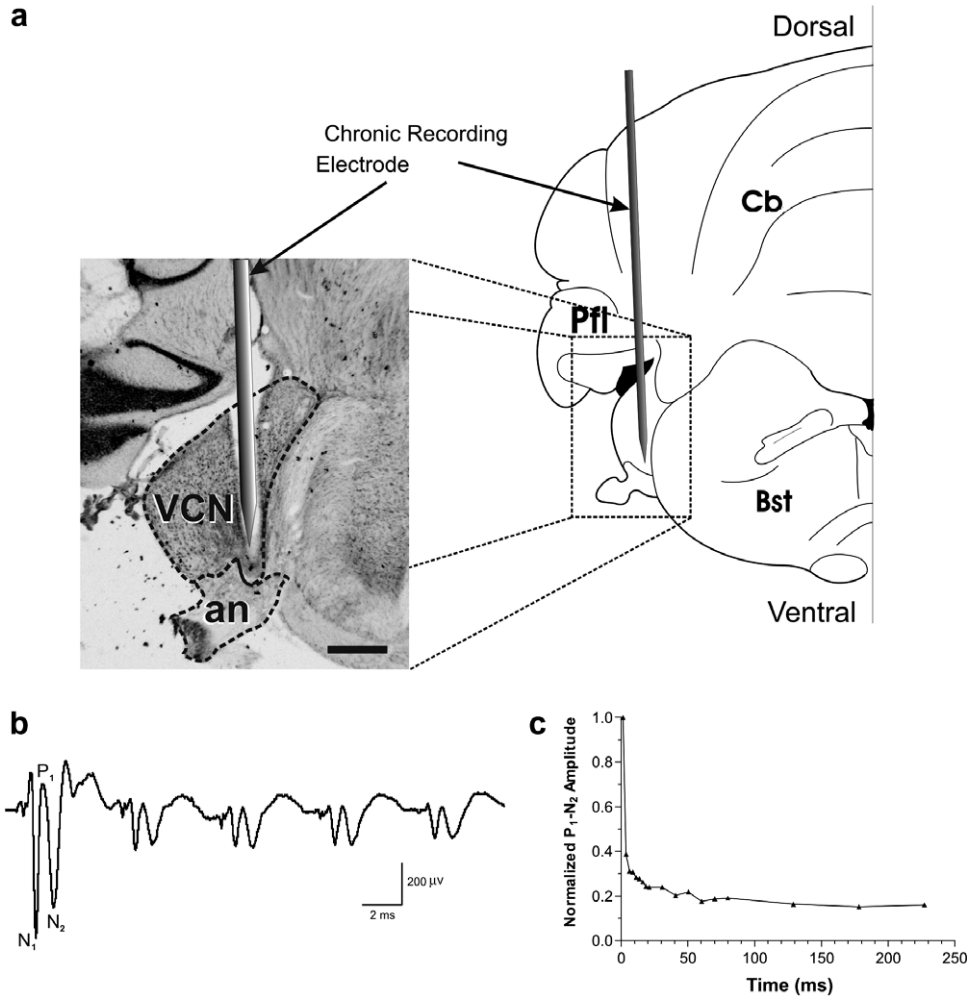 a
Dorsal
Chronic Recording
Electrode
Cb
Pfl
VCN
an
Bst
Ventral
b
P1
N1
N2
200 μv
2 ms
c
Normalized P1-N2 Amplitude
1.0
0.8
0.6
0.4
0.2
0.0
0 50 100 150 200 250
Time (ms)